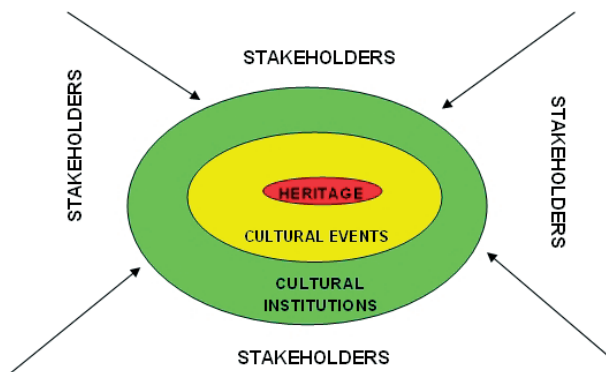 STAKEHOLDERS
STAKEHOLDERS
STAKEHOLDERS
HERITAGE
CULTURAL EVENTS
CULTURAL
INSTITUTIONS
STAKEHOLDERS